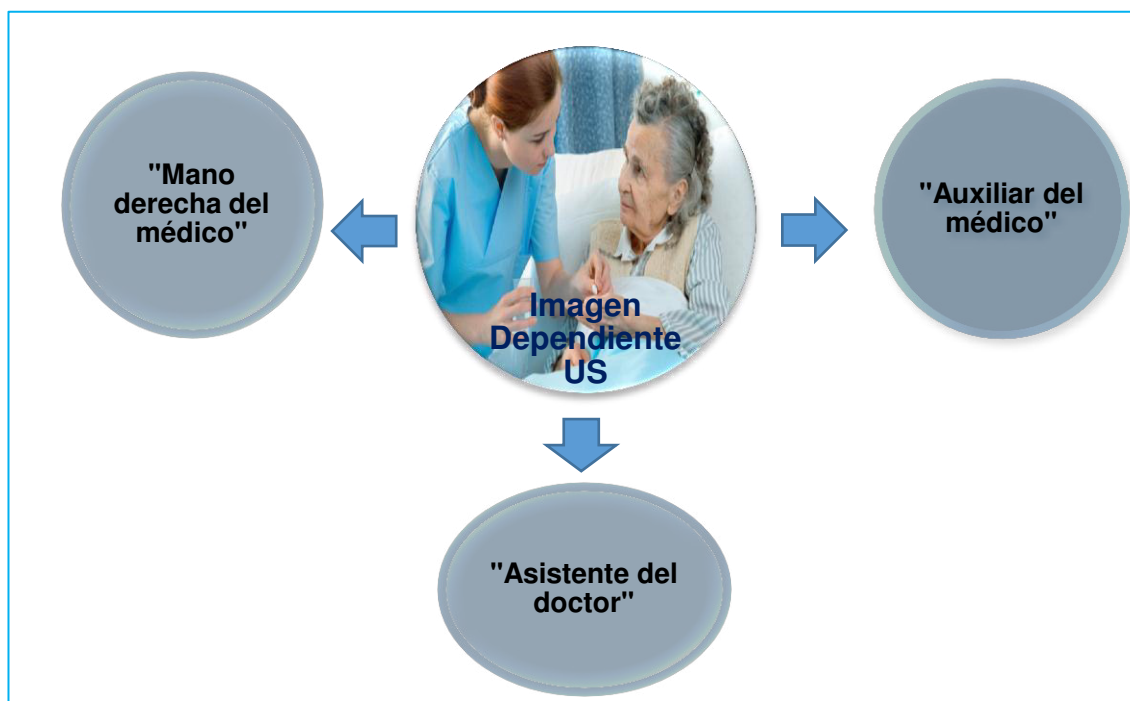 "Mano
derecha del
médico"
"Auxiliar del
médico"
Imagen
Dependiente
US
"Asistente del
doctor"